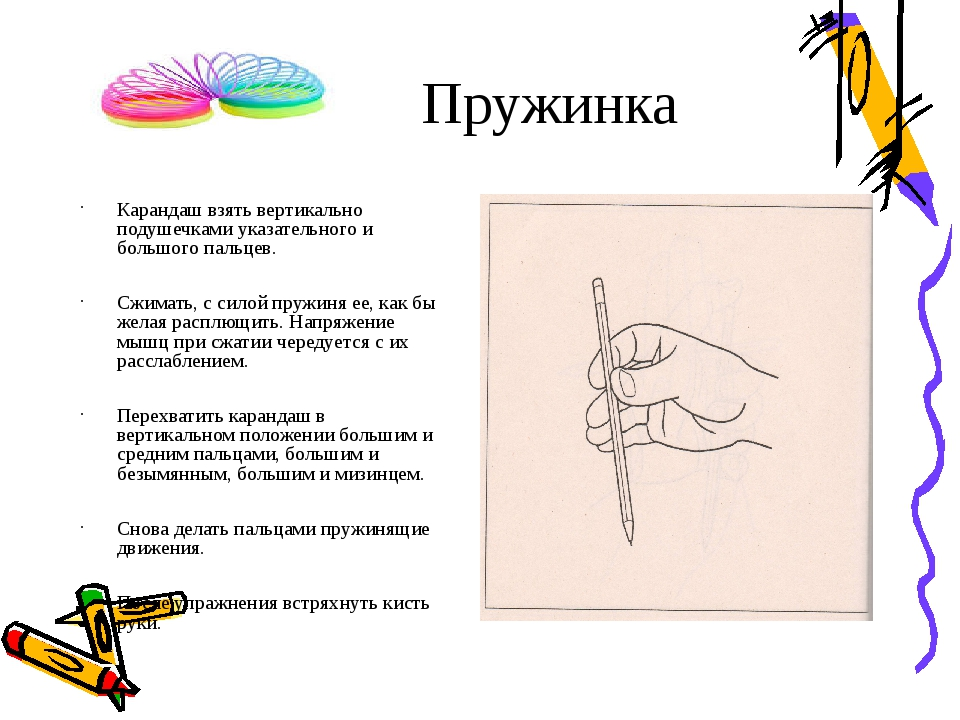 Пружинка
Карандаш взять вертикально
подушечками указательного и
большого пальцев.
Сжимать, с силой пружиня ее, как бы
желая расплющить. Напряжение
мышц при сжатии чередуется с их
расслаблением.
Перехватить карандаш в
вертикальном положении большим и
средним пальцами, большим и
безымянным, большим и мизинцем.
Снова делать пальцами пружинящие
движения.
После упражнения встряхнуть кисть
руки.